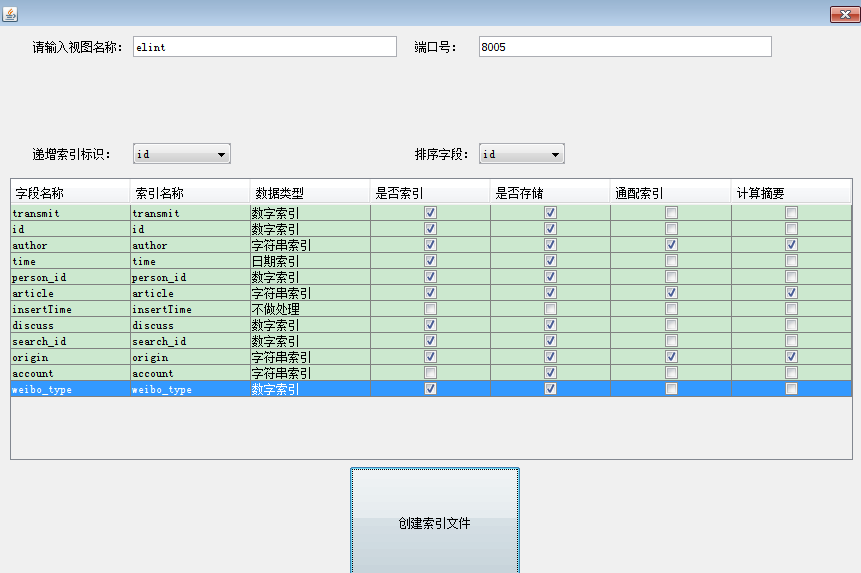 请输入视图名称: elint 端口号: 8005
递增索引标识: id 排序字段: id
字段名称 索引名称 数据类型 是否索引 是否存储 通配索引 计算摘要
transmit transmit 数字索引
id id 数字索引
author author 字符串索引
time time 日期索引
person_id person_id 数字索引
article article 字符串索引
insertTime insertTime 不做处理
discuss discuss 数字索引
search_id search_id 数字索引
origin origin 字符串索引
account account 字符串索引
weibo_type weibo_type 数字索引
创建索引文件